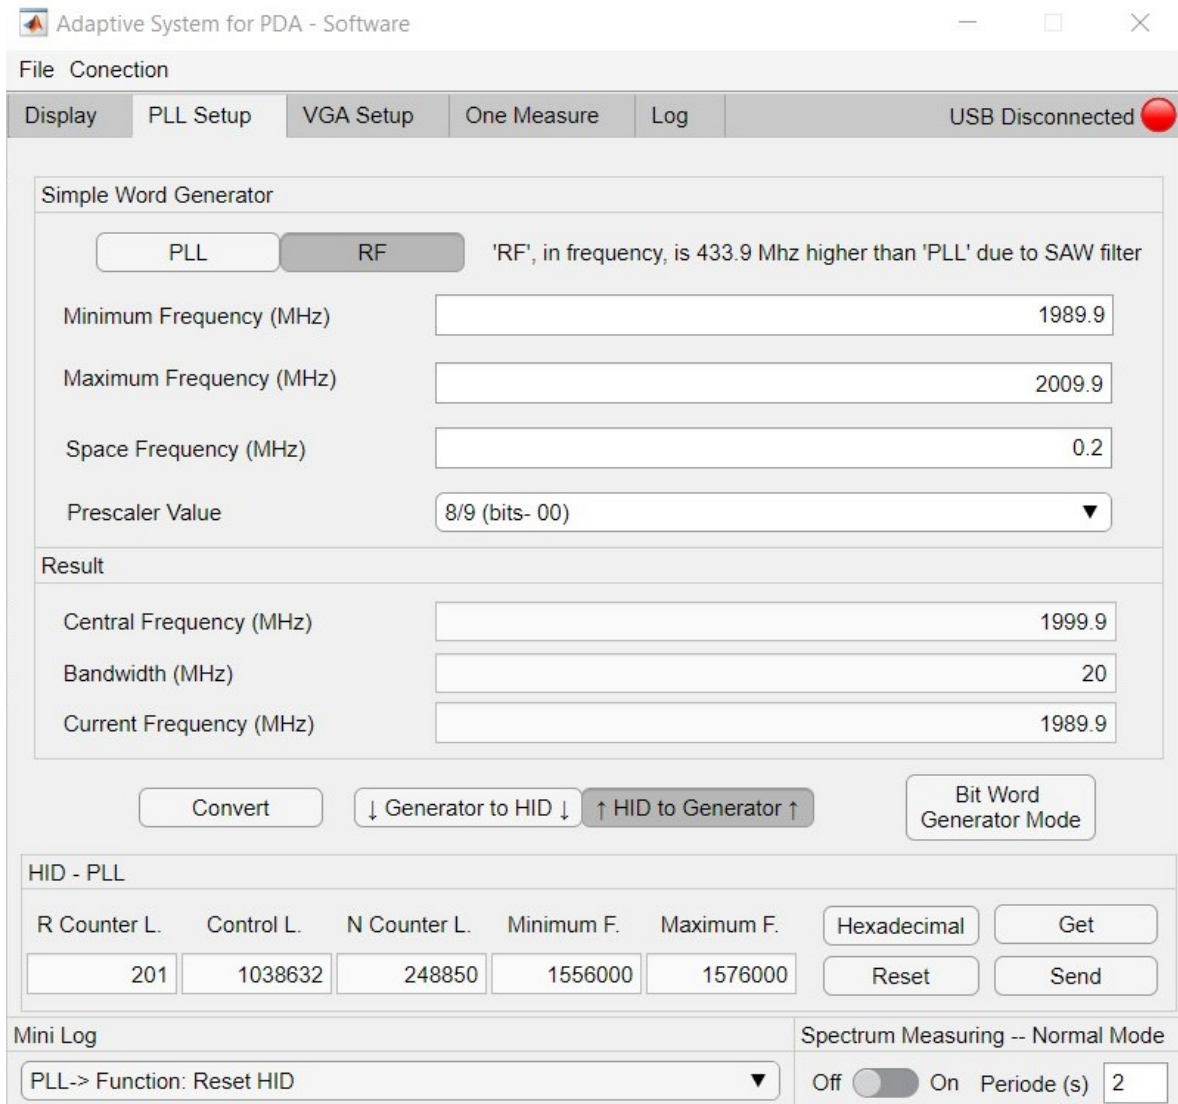 Adaptive System for PDA - Software
File Conection
Display PLL Setup VGA Setup One Measure Log USB Disconnected
Simple Word Generator
PLL RF 'RF', in frequency, is 433.9 Mhz higher than 'PLL' due to SAW filter
Minimum Frequency (MHz) 1989.9
Maximum Frequency (MHz) 2009.9
Space Frequency (MHz) 0.2
Prescaler Value 8/9 (bits- 00) ▼
Result
Central Frequency (MHz) 1999.9
Bandwidth (MHz) 20
Current Frequency (MHz) 1989.9
Convert ↓ Generator to HID ↓ ↑ HID to Generator ↑ Bit Word
Generator Mode
HID - PLL
R Counter L. Control L. N Counter L. Minimum F. Maximum F. Hexadecimal Get
201 1038632 248850 1556000 1576000 Reset Send
Mini Log Spectrum Measuring -- Normal Mode
PLL-> Function: Reset HID ▼ Off On Periode (s) 2